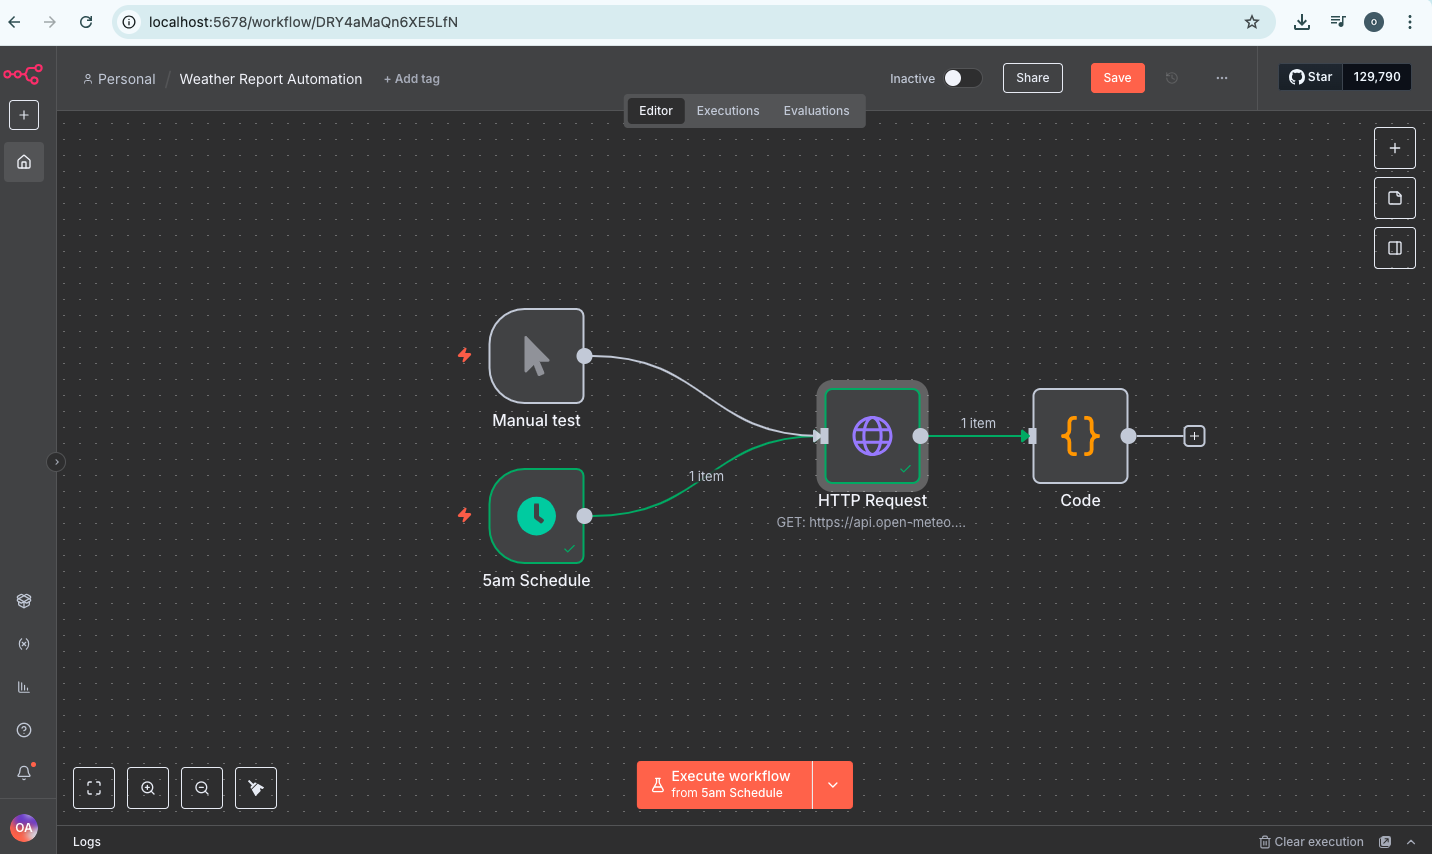 localhost:5678/workflow/DRY4aMaQn6XE5LfN
O
Personal / Weather Report Automation + Add tag
Inactive
Share
Save
Star 129,790
Editor Executions Evaluations
Manual test
1 item
5am Schedule
HTTP Request
GET: https://api.open-meteo....
1 item
{}
Code
Execute workflow
from 5am Schedule
OA
Logs
Clear execution